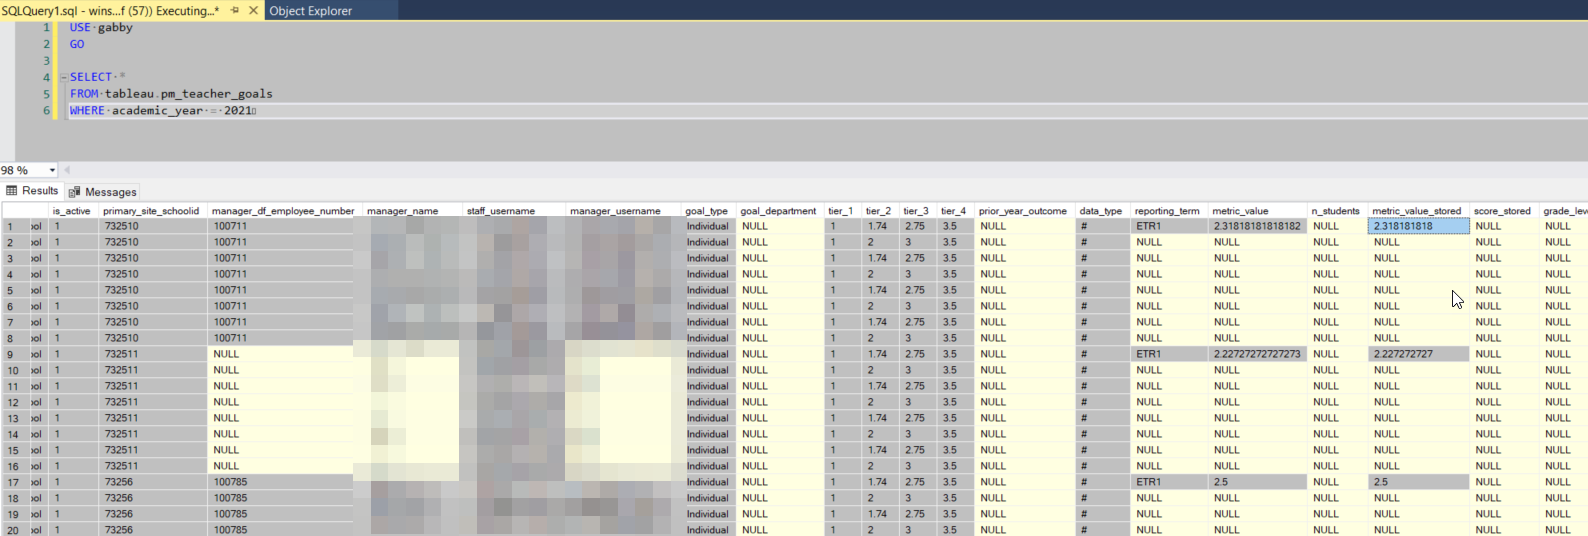 SQLQuery1.sql - wins...f (57)) Executing...* Object Explorer
1 USE gabby
2 GO
3
4 SELECT *
5 FROM tableau.pm_teacher_goals
6 WHERE academic_year = 2021
98 %
Results Messages
is_active primary_site_schoolid manager_df_employee_number manager_name staff_username manager_username goal_type goal_department tier_1 tier_2 tier_3 tier_4 prior_year_outcome data_type reporting_term metric_value n_students metric_value_stored score_stored grade_lev
1 ool 1 732510 100711 Individual NULL 1 1.74 2.75 3.5 NULL # ETR1 2.31818181818182 NULL 2.318181818 NULL NULL
2 ool 1 732510 100711 Individual NULL 1 2 3 3.5 NULL # NULL NULL NULL NULL NULL NULL
3 ool 1 732510 100711 Individual NULL 1 1.74 2.75 3.5 NULL # NULL NULL NULL NULL NULL NULL
4 ool 1 732510 100711 Individual NULL 1 2 3 3.5 NULL # NULL NULL NULL NULL NULL NULL
5 ool 1 732510 100711 Individual NULL 1 1.74 2.75 3.5 NULL # NULL NULL NULL NULL NULL NULL
6 ool 1 732510 100711 Individual NULL 1 2 3 3.5 NULL # NULL NULL NULL NULL NULL NULL
7 ool 1 732510 100711 Individual NULL 1 1.74 2.75 3.5 NULL # NULL NULL NULL NULL NULL NULL
8 ool 1 732510 100711 Individual NULL 1 2 3 3.5 NULL # NULL NULL NULL NULL NULL NULL
9 ool 1 732511 NULL Individual NULL 1 1.74 2.75 3.5 NULL # ETR1 2.22727272727273 NULL 2.227272727 NULL NULL
10 ool 1 732511 NULL Individual NULL 1 2 3 3.5 NULL # NULL NULL NULL NULL NULL NULL
11 ool 1 732511 NULL Individual NULL 1 1.74 2.75 3.5 NULL # NULL NULL NULL NULL NULL NULL
12 ool 1 732511 NULL Individual NULL 1 2 3 3.5 NULL # NULL NULL NULL NULL NULL NULL
13 ool 1 732511 NULL Individual NULL 1 1.74 2.75 3.5 NULL # NULL NULL NULL NULL NULL NULL
14 ool 1 732511 NULL Individual NULL 1 2 3 3.5 NULL # NULL NULL NULL NULL NULL NULL
15 ool 1 732511 NULL Individual NULL 1 1.74 2.75 3.5 NULL # NULL NULL NULL NULL NULL NULL
16 ool 1 732511 NULL Individual NULL 1 2 3 3.5 NULL # NULL NULL NULL NULL NULL NULL
17 ool 1 73256 100785 Individual NULL 1 1.74 2.75 3.5 NULL # ETR1 2.5 NULL 2.5 NULL NULL
18 ool 1 73256 100785 Individual NULL 1 2 3 3.5 NULL # NULL NULL NULL NULL NULL NULL
19 ool 1 73256 100785 Individual NULL 1 1.74 2.75 3.5 NULL # NULL NULL NULL NULL NULL NULL
20 ool 1 73256 100785 Individual NULL 1 2 3 3.5 NULL # NULL NULL NULL NULL NULL NULL